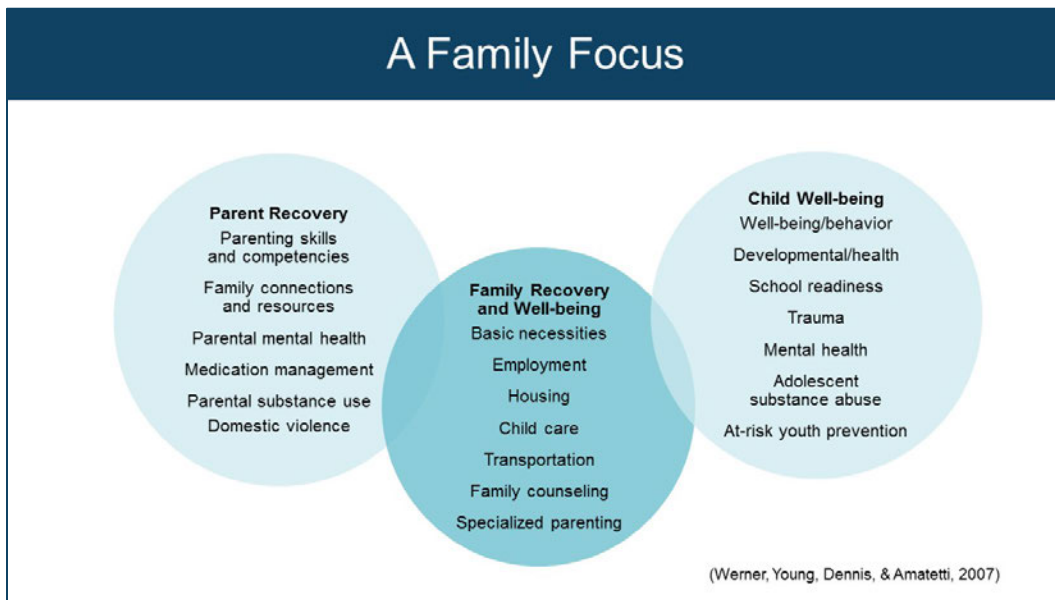 A Family Focus
Parent Recovery
Parenting skills
and competencies
Family connections
and resources
Parental mental health
Medication management
Parental substance use
Domestic violence
Family Recovery
and Well-being
Basic necessities
Employment
Housing
Child care
Transportation
Family counseling
Specialized parenting
Child Well-being
Well-being/behavior
Developmental/health
School readiness
Trauma
Mental health
Adolescent
substance abuse
At-risk youth prevention
(Werner, Young, Dennis, & Amatetti, 2007)